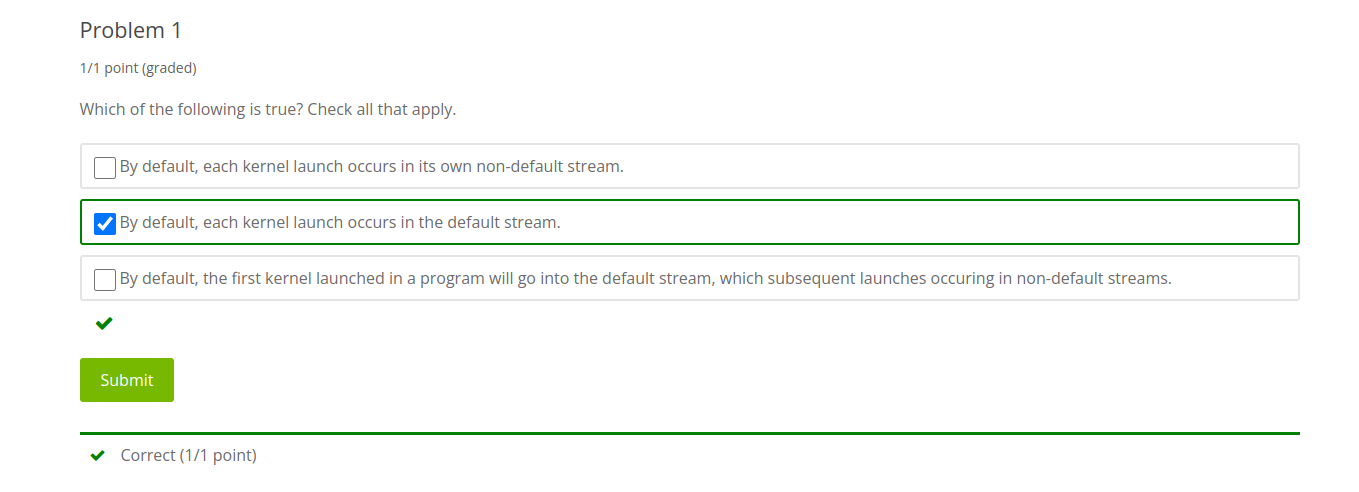 Problem 1
1/1 point (graded)
Which of the following is true? Check all that apply.
By default, each kernel launch occurs in its own non-default stream.
By default, each kernel launch occurs in the default stream.
By default, the first kernel launched in a program will go into the default stream, which subsequent launches occuring in non-default streams.
Submit
Correct (1/1 point)